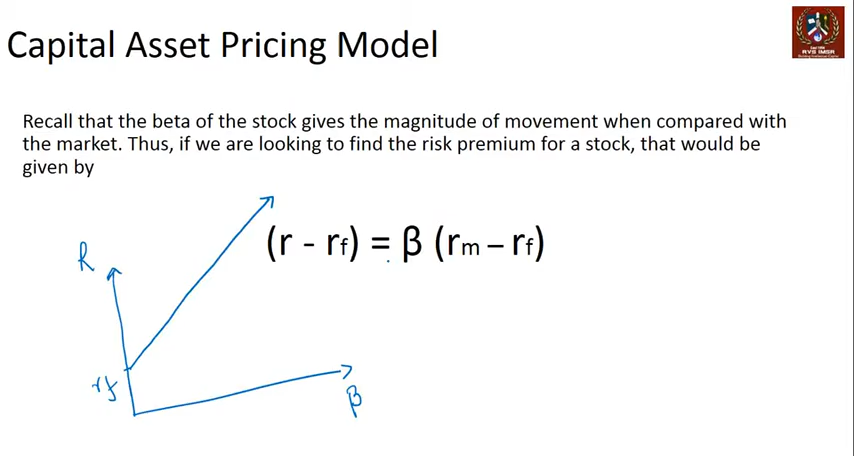 Capital Asset Pricing Model
RVS IMSR
Recall that the beta of the stock gives the magnitude of movement when compared with
the market. Thus, if we are looking to find the risk premium for a stock, that would be
given by
(r - rf) = β (rm – rf)
R
rf
β